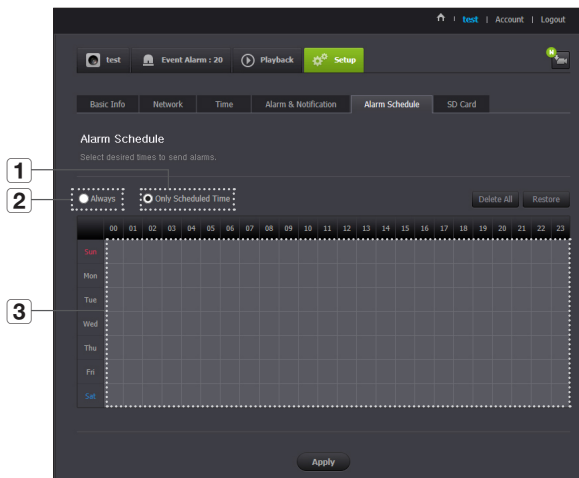 test | Account | Logout
test Event Alarm : 20 Playback Setup N
Basic Info Network Time Alarm & Notification Alarm Schedule SD Card
Alarm Schedule
Select desired times to send alarms.
1
2
Always Only Scheduled Time Delete All Restore
00 01 02 03 04 05 06 07 08 09 10 11 12 13 14 15 16 17 18 19 20 21 22 23
Sun
Mon
Tue
3
Wed
Thu
Fri
Sat
Apply